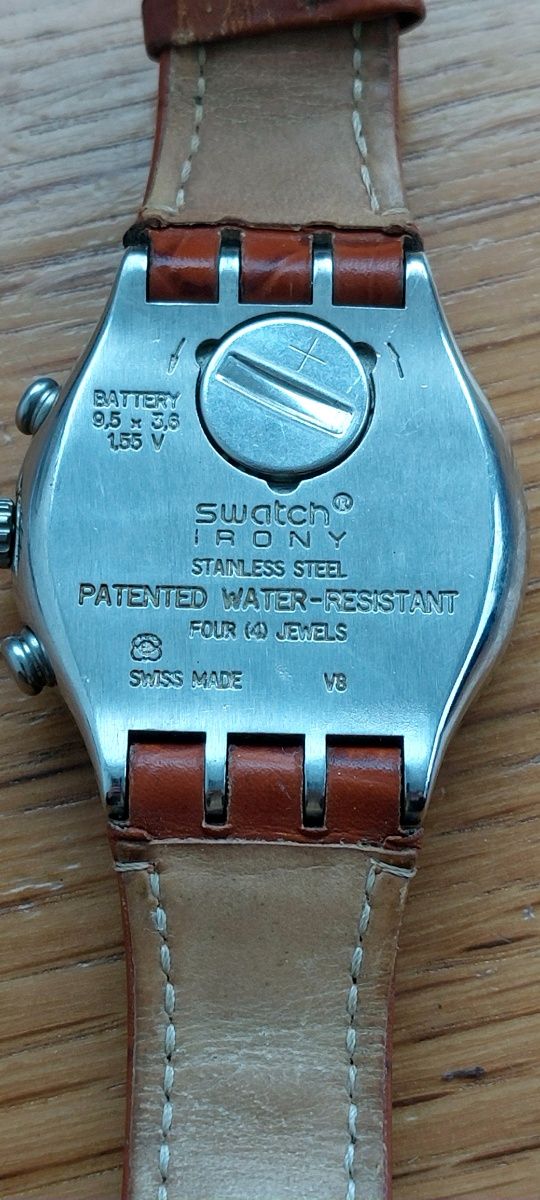 +
BATTERY
9,5 x 3,6
1,55 V
swatch®
IRONY
STAINLESS STEEL
PATENTED WATER-RESISTANT
FOUR (4) JEWELS
SWISS MADE V8